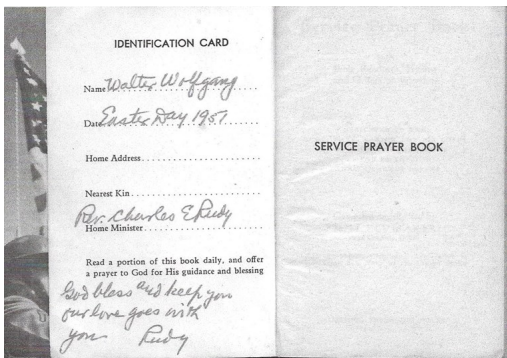 IDENTIFICATION CARD
Name Walter Wolfgang
Date Easter Day 1951
Home Address
Nearest Kin
Rev. Charles E Rudy
Home Minister
Read a portion of this book daily, and offer
a prayer to God for His guidance and blessing
God bless and keep you
our love goes with
you Rudy
SERVICE PRAYER BOOK